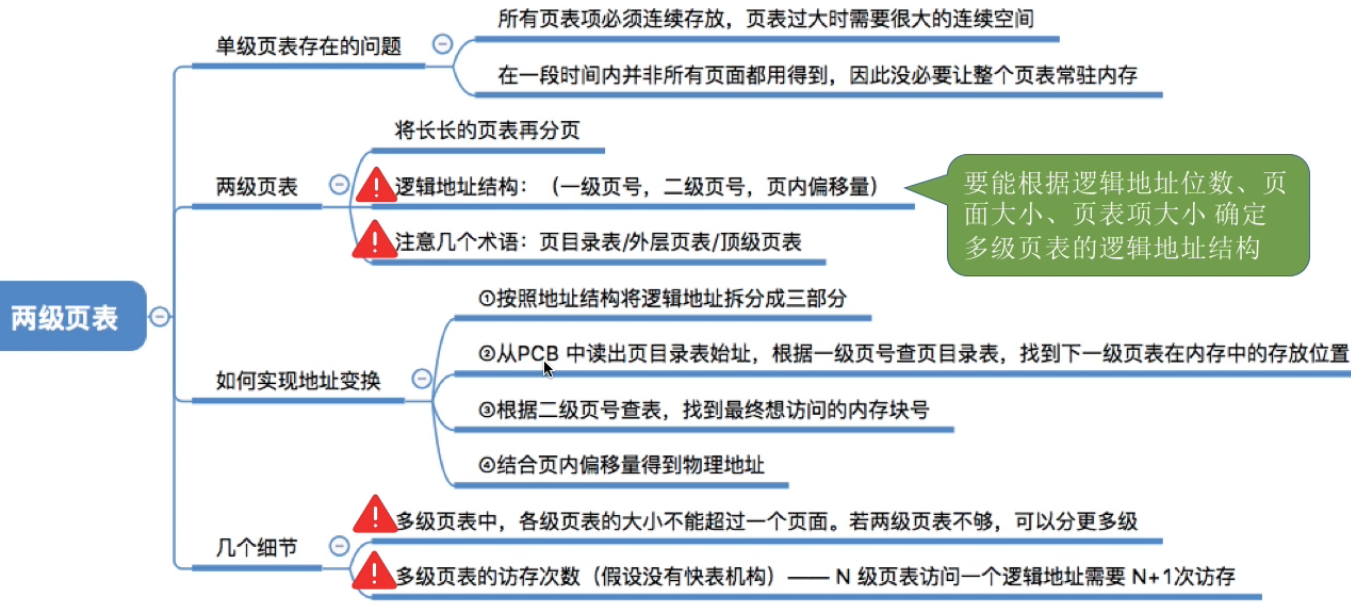 所有页表项必须连续存放，页表过大时需要很大的连续空间
单级页表存在的问题
在一段时间内并非所有页面都用得到，因此没必要让整个页表常驻内存
将长长的页表再分页
两级页表
逻辑地址结构：（一级页号，二级页号，页内偏移量）
要能根据逻辑地址位数、页
面大小、页表项大小 确定
多级页表的逻辑地址结构
注意几个术语：页目录表/外层页表/顶级页表
两级页表
①按照地址结构将逻辑地址拆分成三部分
②从PCB 中读出页目录表始址，根据一级页号查页目录表，找到下一级页表在内存中的存放位置
如何实现地址变换
③根据二级页号查表，找到最终想访问的内存块号
④结合页内偏移量得到物理地址
多级页表中，各级页表的大小不能超过一个页面。若两级页表不够，可以分更多级
几个细节
多级页表的访存次数（假设没有快表机构）—— N 级页表访问一个逻辑地址需要 N+1次访存